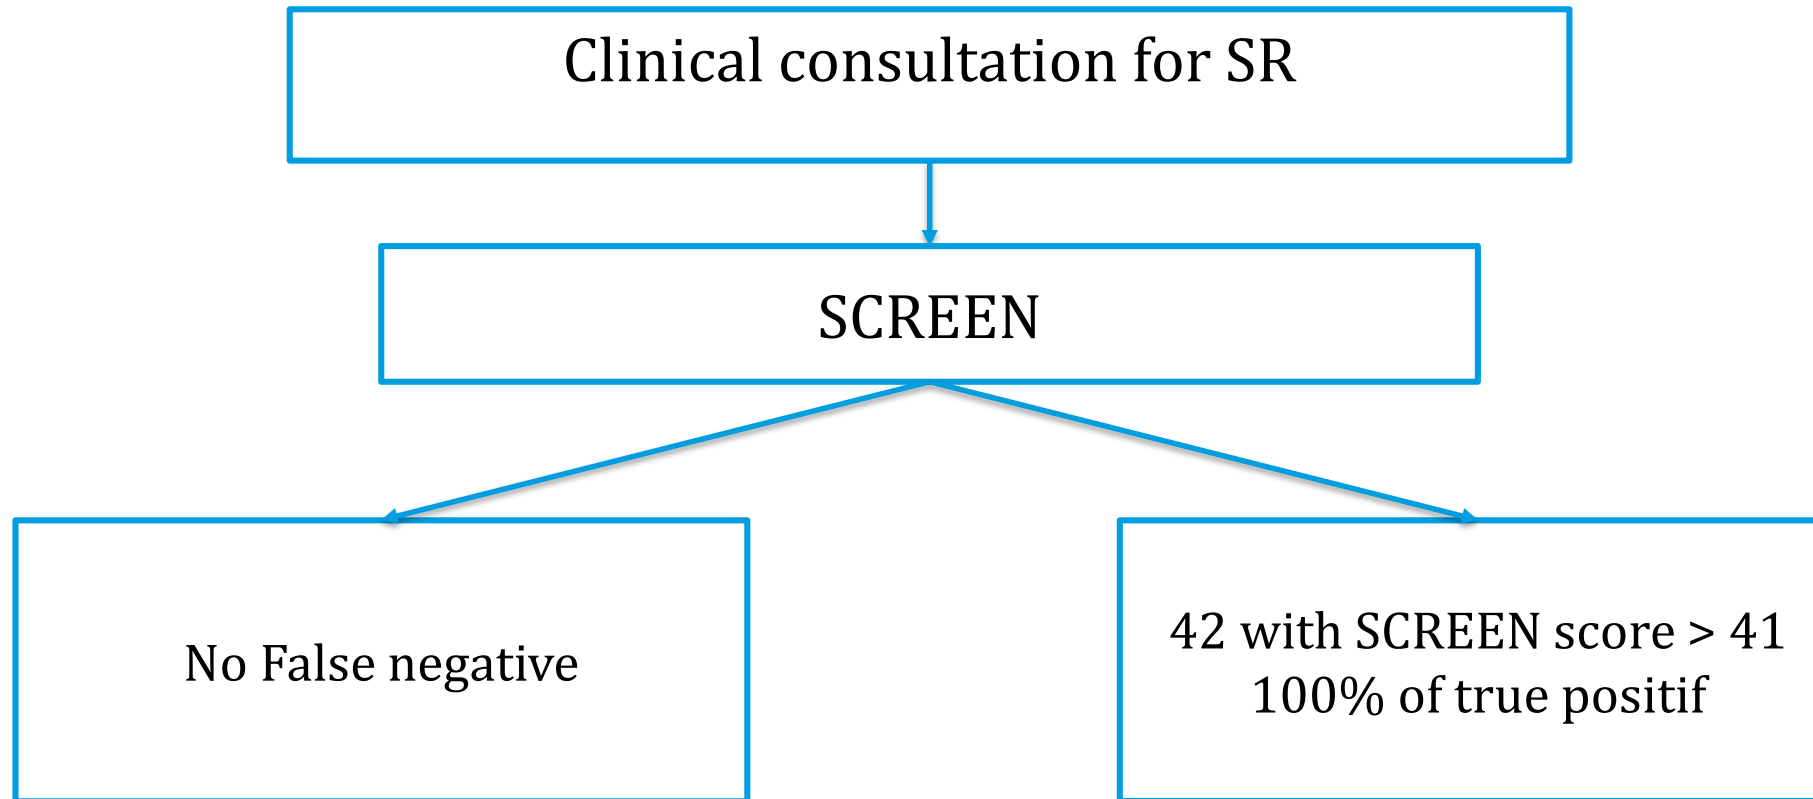 Clinical consultation for SR
SCREEN
No False negative
42 with SCREEN score > 41
100% of true positif